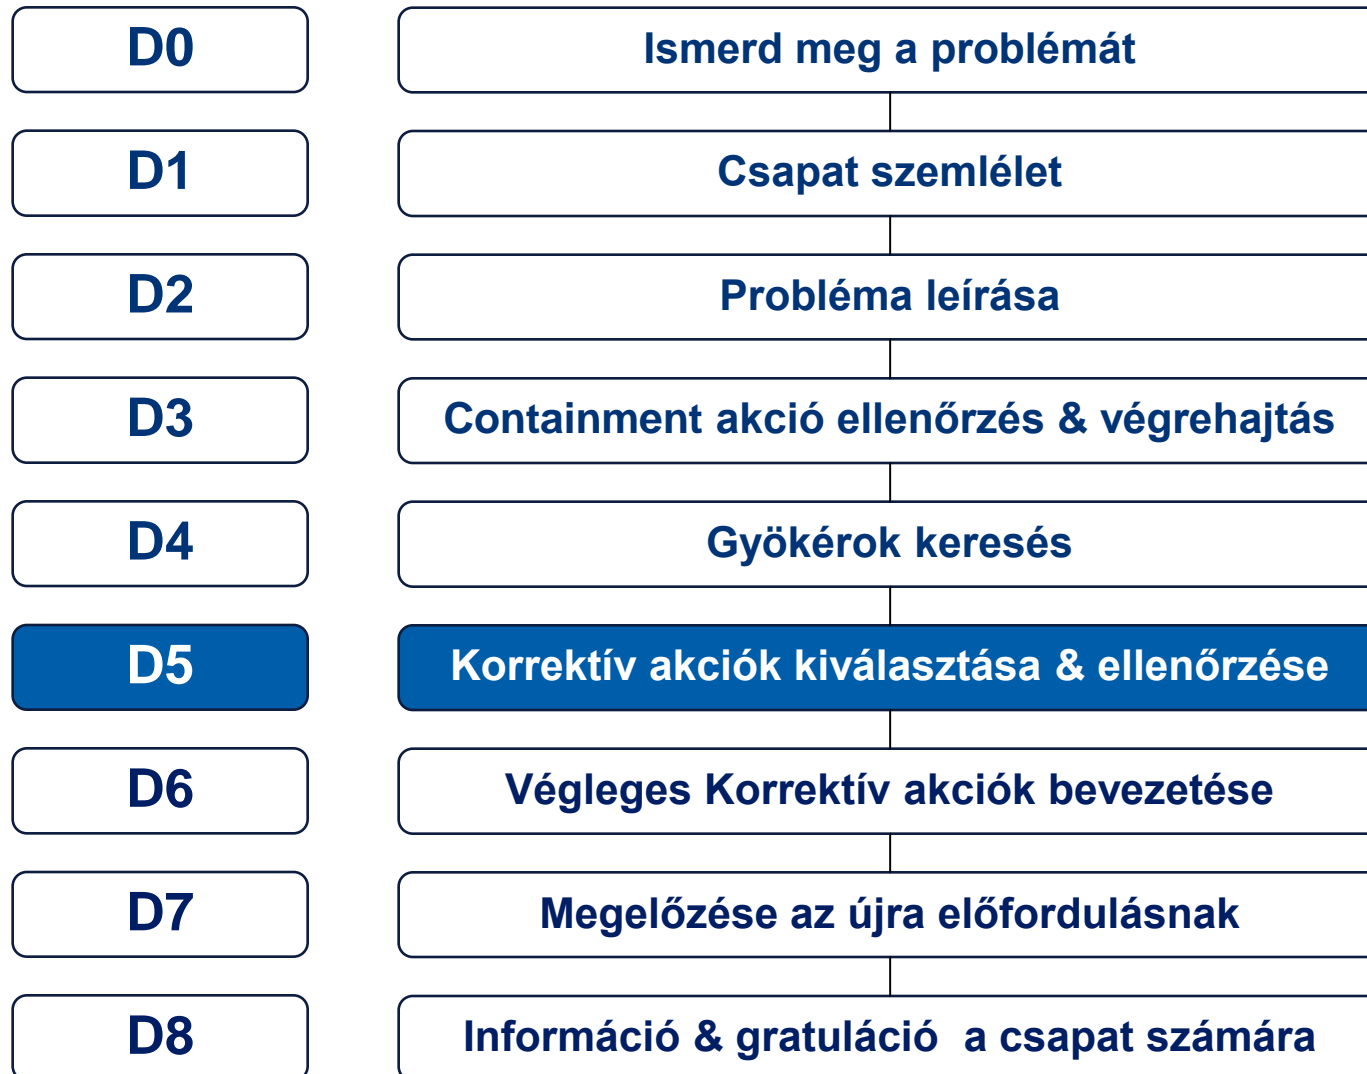 D0 Ismerd meg a problémát
D1 Csapat szemlélet
D2 Probléma leírása
D3 Containment akció ellenőrzés & végrehajtás
D4 Gyökérok keresés
D5 Korrektív akciók kiválasztása & ellenőrzése
D6 Végleges Korrektív akciók bevezetése
D7 Megelőzése az újra előfordulásnak
D8 Információ & gratuláció  a csapat számára